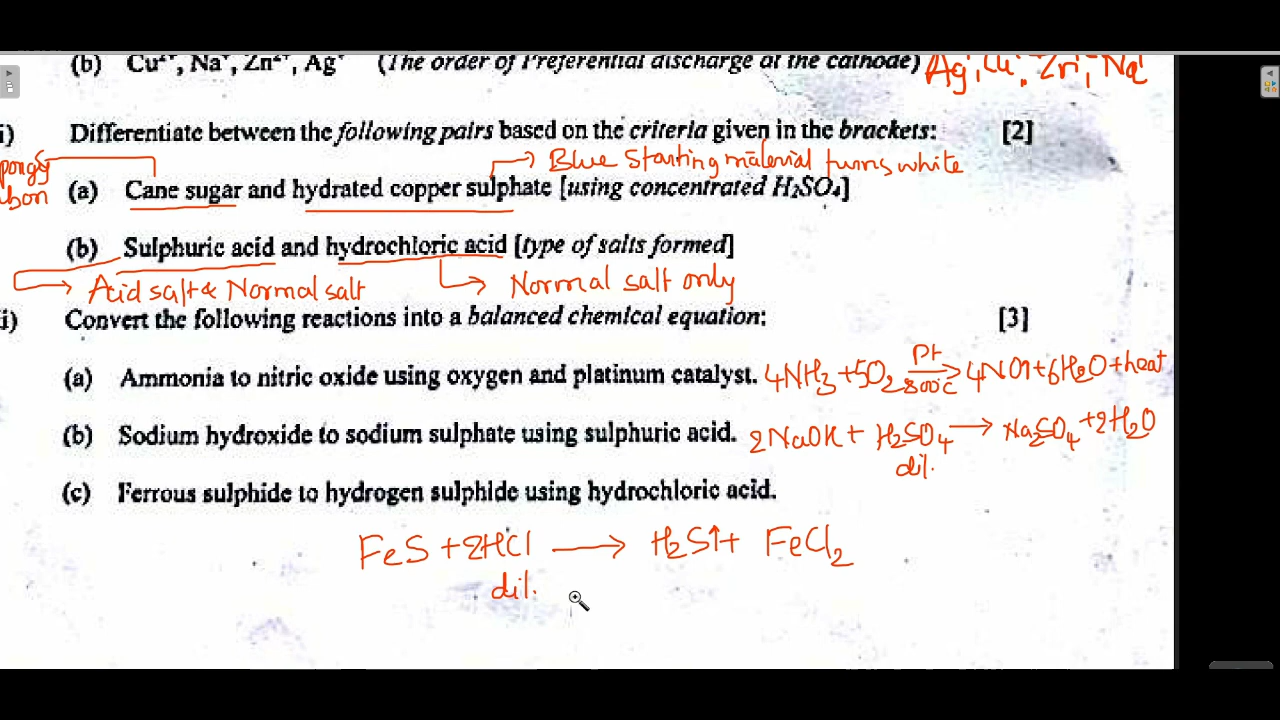 (b) Cu²⁺, Na⁺, Zn²⁺, Ag⁺ (The order of Preferential discharge at the cathode) Ag, Cu, Zn, Na
i) Differentiate between the following pairs based on the criteria given in the brackets: [2]
→ Blue starting material turns white
(a) Cane sugar and hydrated copper sulphate [using concentrated H₂SO₄]
(b) Sulphuric acid and hydrochloric acid [type of salts formed]
→ Acid salt & Normal salt → Normal salt only
i) Convert the following reactions into a balanced chemical equation: [3]
(a) Ammonia to nitric oxide using oxygen and platinum catalyst. 4NH₃ + 5O₂ Pt → 800°C 4NO↑ + 6H₂O + heat
(b) Sodium hydroxide to sodium sulphate using sulphuric acid. 2NaOH + H₂SO₄ → Na₂SO₄ + 2H₂O
dil.
(c) Ferrous sulphide to hydrogen sulphide using hydrochloric acid.
FeS + 2HCl → H₂S↑ + FeCl₂
dil.